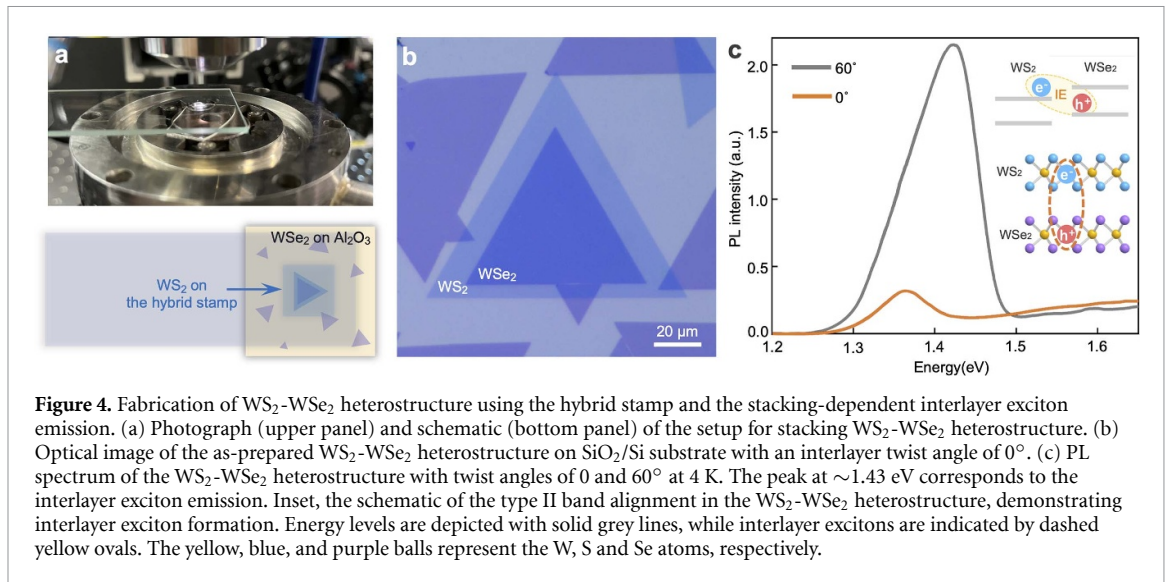 a
WSe₂ on Al₂O₃
WS₂ on
the hybrid stamp
b
WSe₂
WS₂
20 μm
c
PL intensity (a.u.)
2.0
1.5
1.0
0.5
0.0
1.2 1.3 1.4 1.5 1.6
Energy(eV)
60°
0°
WS₂ WSe₂
e⁻ IE h⁺
WS₂ e⁻
WSe₂ h⁺
Figure 4. Fabrication of WS₂-WSe₂ heterostructure using the hybrid stamp and the stacking-dependent interlayer exciton
emission. (a) Photograph (upper panel) and schematic (bottom panel) of the setup for stacking WS₂-WSe₂ heterostructure. (b)
Optical image of the as-prepared WS₂-WSe₂ heterostructure on SiO₂/Si substrate with an interlayer twist angle of 0°. (c) PL
spectrum of the WS₂-WSe₂ heterostructure with twist angles of 0 and 60° at 4 K. The peak at ∼1.43 eV corresponds to the
interlayer exciton emission. Inset, the schematic of the type II band alignment in the WS₂-WSe₂ heterostructure, demonstrating
interlayer exciton formation. Energy levels are depicted with solid grey lines, while interlayer excitons are indicated by dashed
yellow ovals. The yellow, blue, and purple balls represent the W, S and Se atoms, respectively.